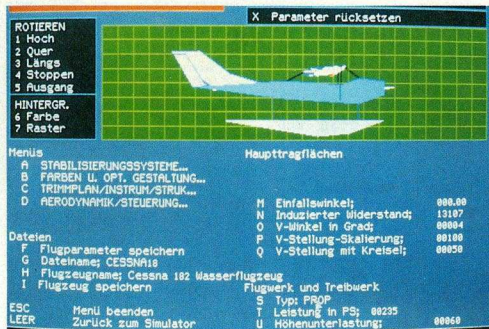 X Parameter rücksetzen
ROTIEREN
1 Hoch
2 Quer
3 Längs
4 Stoppen
5 Ausgang
HINTERGR.
6 Farbe
7 Raster
Menüs
A STABILISIERUNGSSYSTEME...
B FARBEN U. OPT. GESTALTUNG...
C TRIMMPLAN/INSTRUM/STRUK...
D AERODYNAMIK/STEUERUNG...
Haupttragflächen
M Einfallswinkel; 000.00
N Induzierter Widerstand; 13107
O V-Winkel in Grad; 00004
P V-Stellung-Skalierung; 00100
Q V-Stellung mit Kreisel; 00050
Dateien
F Flugparameter speichern
G Dateiname; CESSNA18
H Flugzeugname; Cessna 182 Wasserflugzeug
I Flugzeug speichern
Flugwerk und Treibwerk
S Typ; PROP
T Leistung in PS; 00235
U Höhenunterlastung; 00060
ESC Menü beenden
LEER Zurück zum Simulator